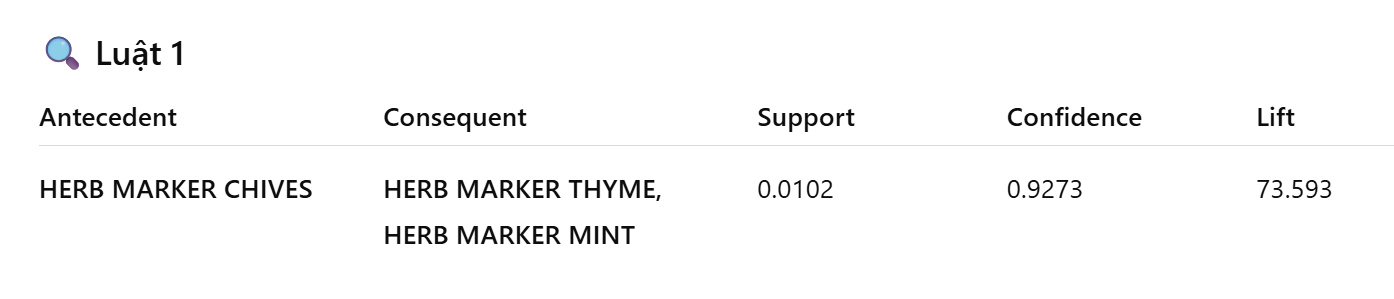 Luật 1
Antecedent Consequent Support Confidence Lift
HERB MARKER CHIVES HERB MARKER THYME, 0.0102 0.9273 73.593
HERB MARKER MINT